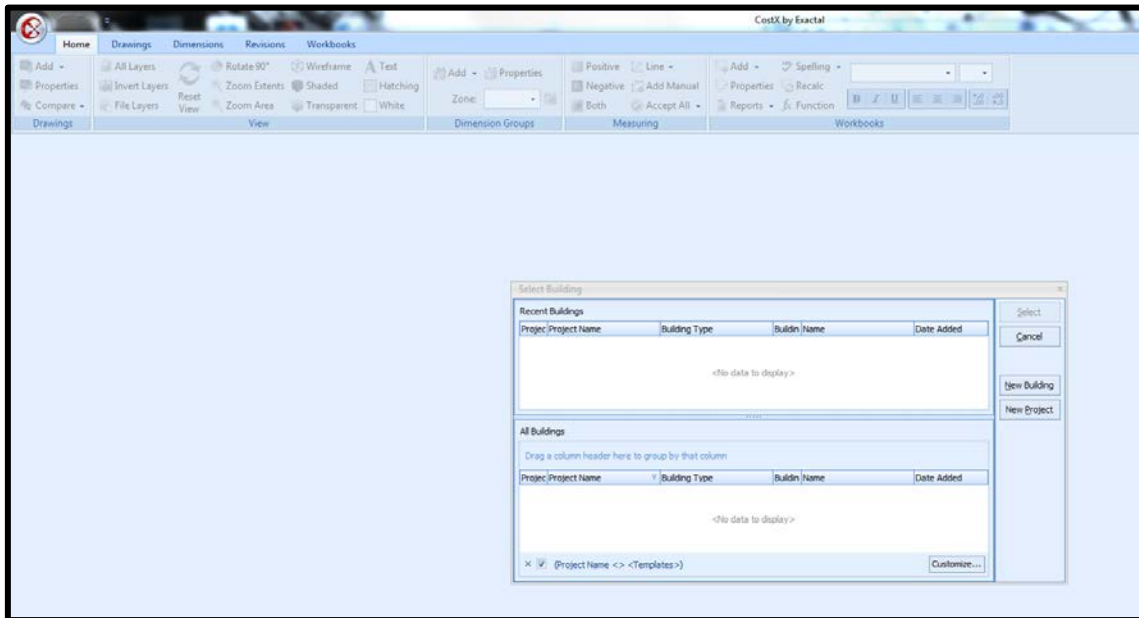 CostX by Exactal
Home Drawings Dimensions Revisions Workbooks
Add All Layers Rotate 90° Wireframe Text Add Properties Positive Line Add Spelling
Properties Invert Layers Reset View Zoom Extents Shaded Hatching Negative Add Manual Properties Recalc
Compare File Layers Zoom Area Transparent White Zone: Both Accept All Reports Function B I U
Drawings View Dimension Groups Measuring Workbooks
Select Building
Recent Buildings
Projec Project Name Building Type Buildin Name Date Added
<No data to display>
Select
Cancel
New Building
New Project
All Buildings
Drag a column header here to group by that column
Projec Project Name Building Type Buildin Name Date Added
<No data to display>
(Project Name <> <Templates>)
Customize...